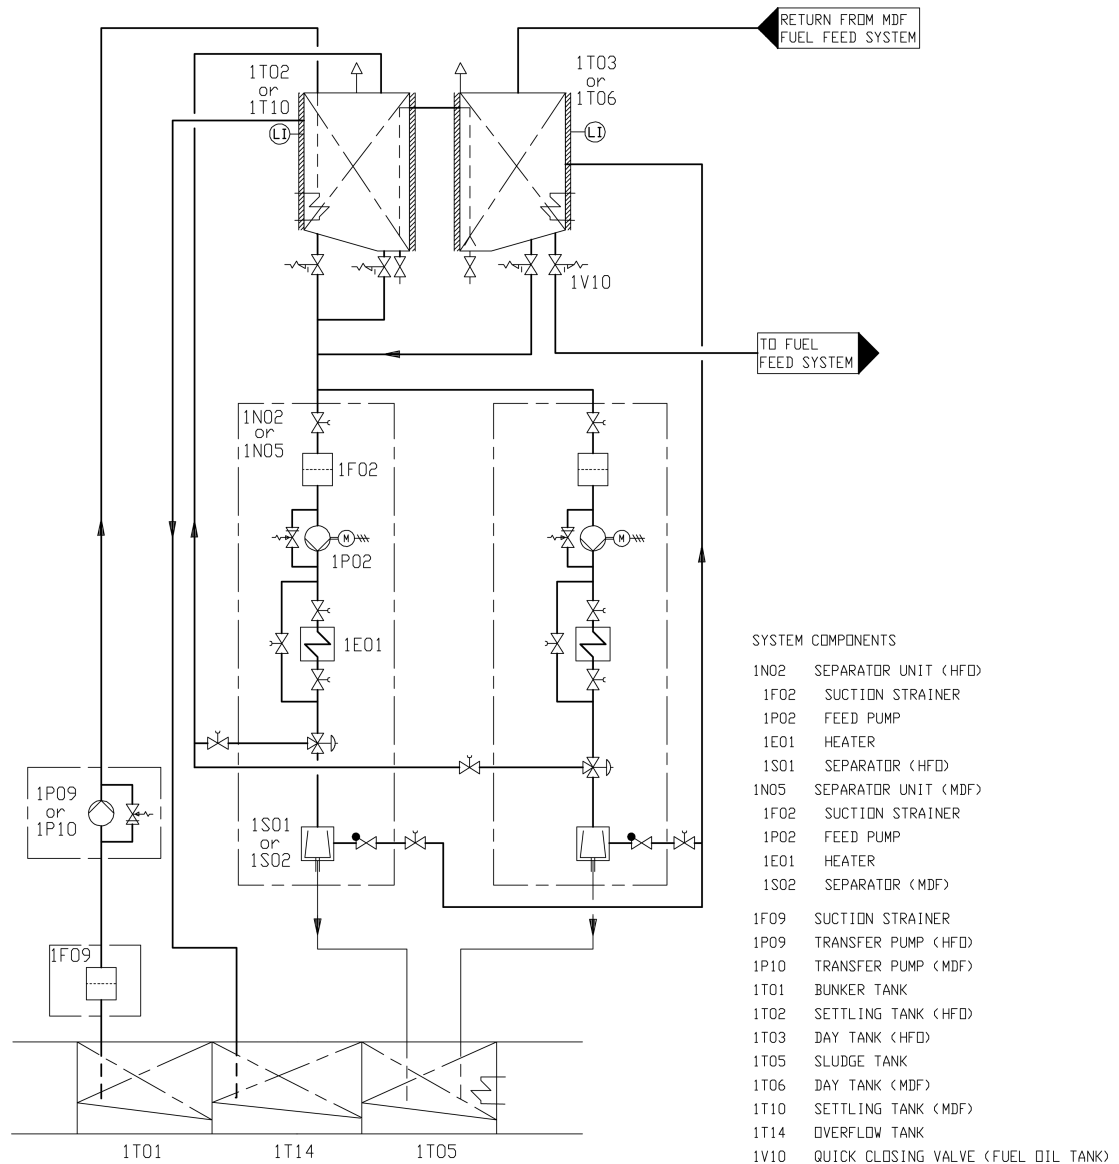 RETURN FROM MDF
FUEL FEED SYSTEM
1T02
or
1T10
1T03
or
1T06
LI
LI
1V10
TO FUEL
FEED SYSTEM
1N02
or
1N05
1F02
M
M
1P02
1E01
SYSTEM COMPONENTS
1N02 SEPARATOR UNIT (HFO)
1F02 SUCTION STRAINER
1P02 FEED PUMP
1E01 HEATER
1S01 SEPARATOR (HFO)
1N05 SEPARATOR UNIT (MDF)
1F02 SUCTION STRAINER
1P02 FEED PUMP
1E01 HEATER
1S02 SEPARATOR (MDF)
1F09 SUCTION STRAINER
1P09 TRANSFER PUMP (HFO)
1P10 TRANSFER PUMP (MDF)
1T01 BUNKER TANK
1T02 SETTLING TANK (HFO)
1T03 DAY TANK (HFO)
1T05 SLUDGE TANK
1T06 DAY TANK (MDF)
1T10 SETTLING TANK (MDF)
1T14 OVERFLOW TANK
1V10 QUICK CLOSING VALVE (FUEL OIL TANK)
1P09
or
1P10
1S01
or
1S02
1F09
1T01
1T14
1T05